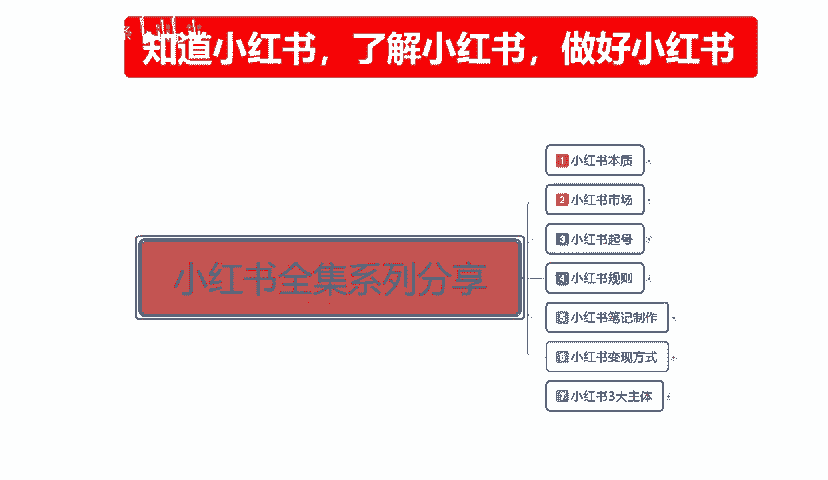 知道小红书，了解小红书，做好小红书
1 小红书本质
2 小红书市场
3 小红书起号
小红书全集系列分享
4 小红书规则
5 小红书笔记制作
6 小红书变现方式
7 小红书3大主体